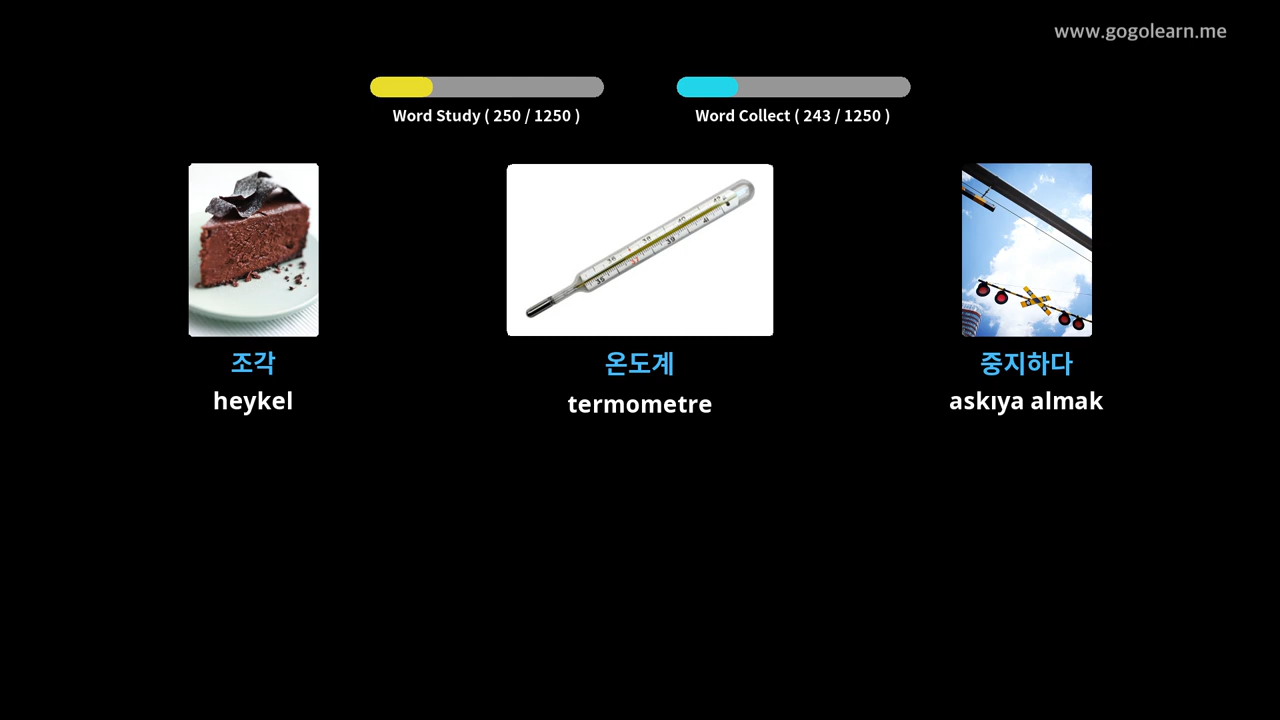 www.gogolearn.me
Word Study ( 250 / 1250 )
Word Collect ( 243 / 1250 )
조각
heykel
온도계
termometre
중지하다
askıya almak